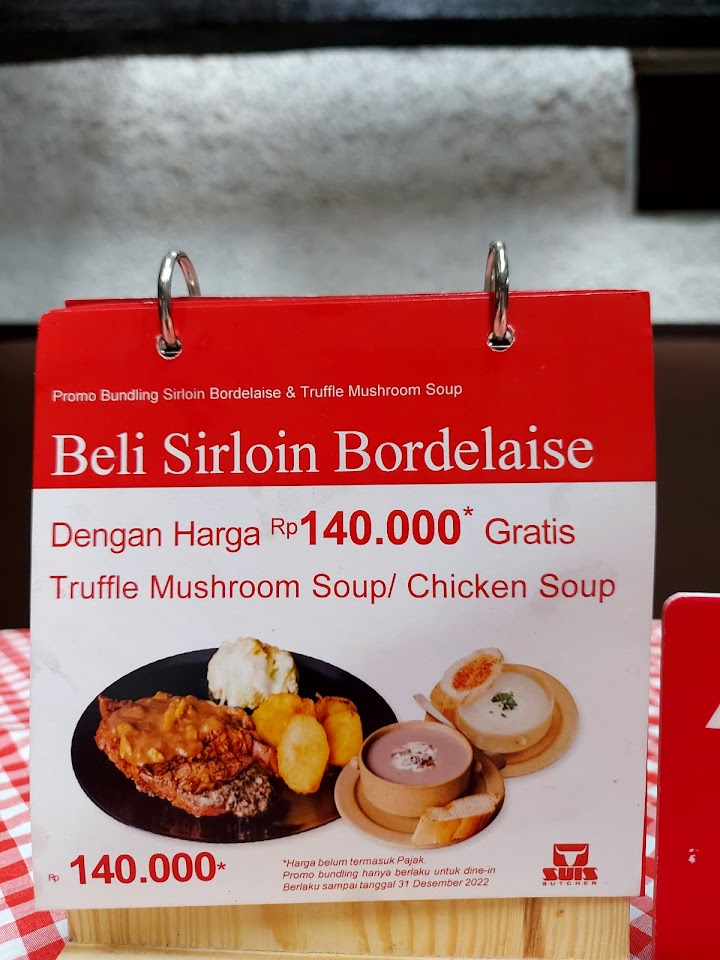 Promo Bundling Sirloin Bordelaise & Truffle Mushroom Soup
Beli Sirloin Bordelaise
Dengan Harga Rp140.000* Gratis
Truffle Mushroom Soup/ Chicken Soup
Rp 140.000*
*Harga belum termasuk Pajak.
Promo bundling hanya berlaku untuk dine-in
Berlaku sampai tanggal 31 Desember 2022
SUIS
BUTCHER